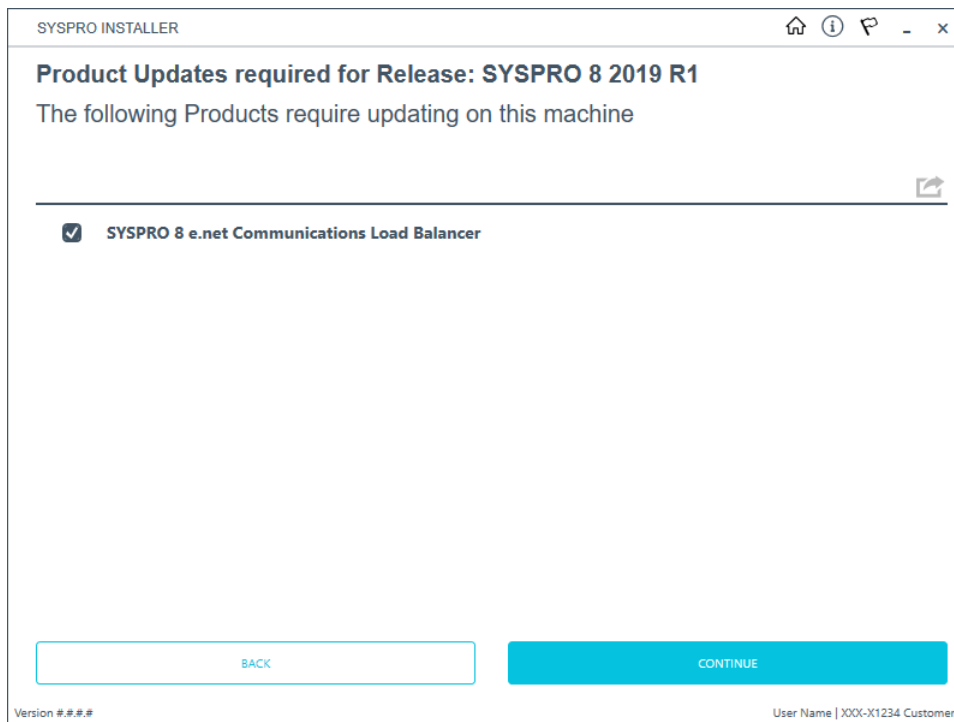 SYSPRO INSTALLER
Product Updates required for Release: SYSPRO 8 2019 R1
The following Products require updating on this machine
SYSPRO 8 e.net Communications Load Balancer
BACK
CONTINUE
Version #.#.#.#
User Name | XXX-X1234 Customer